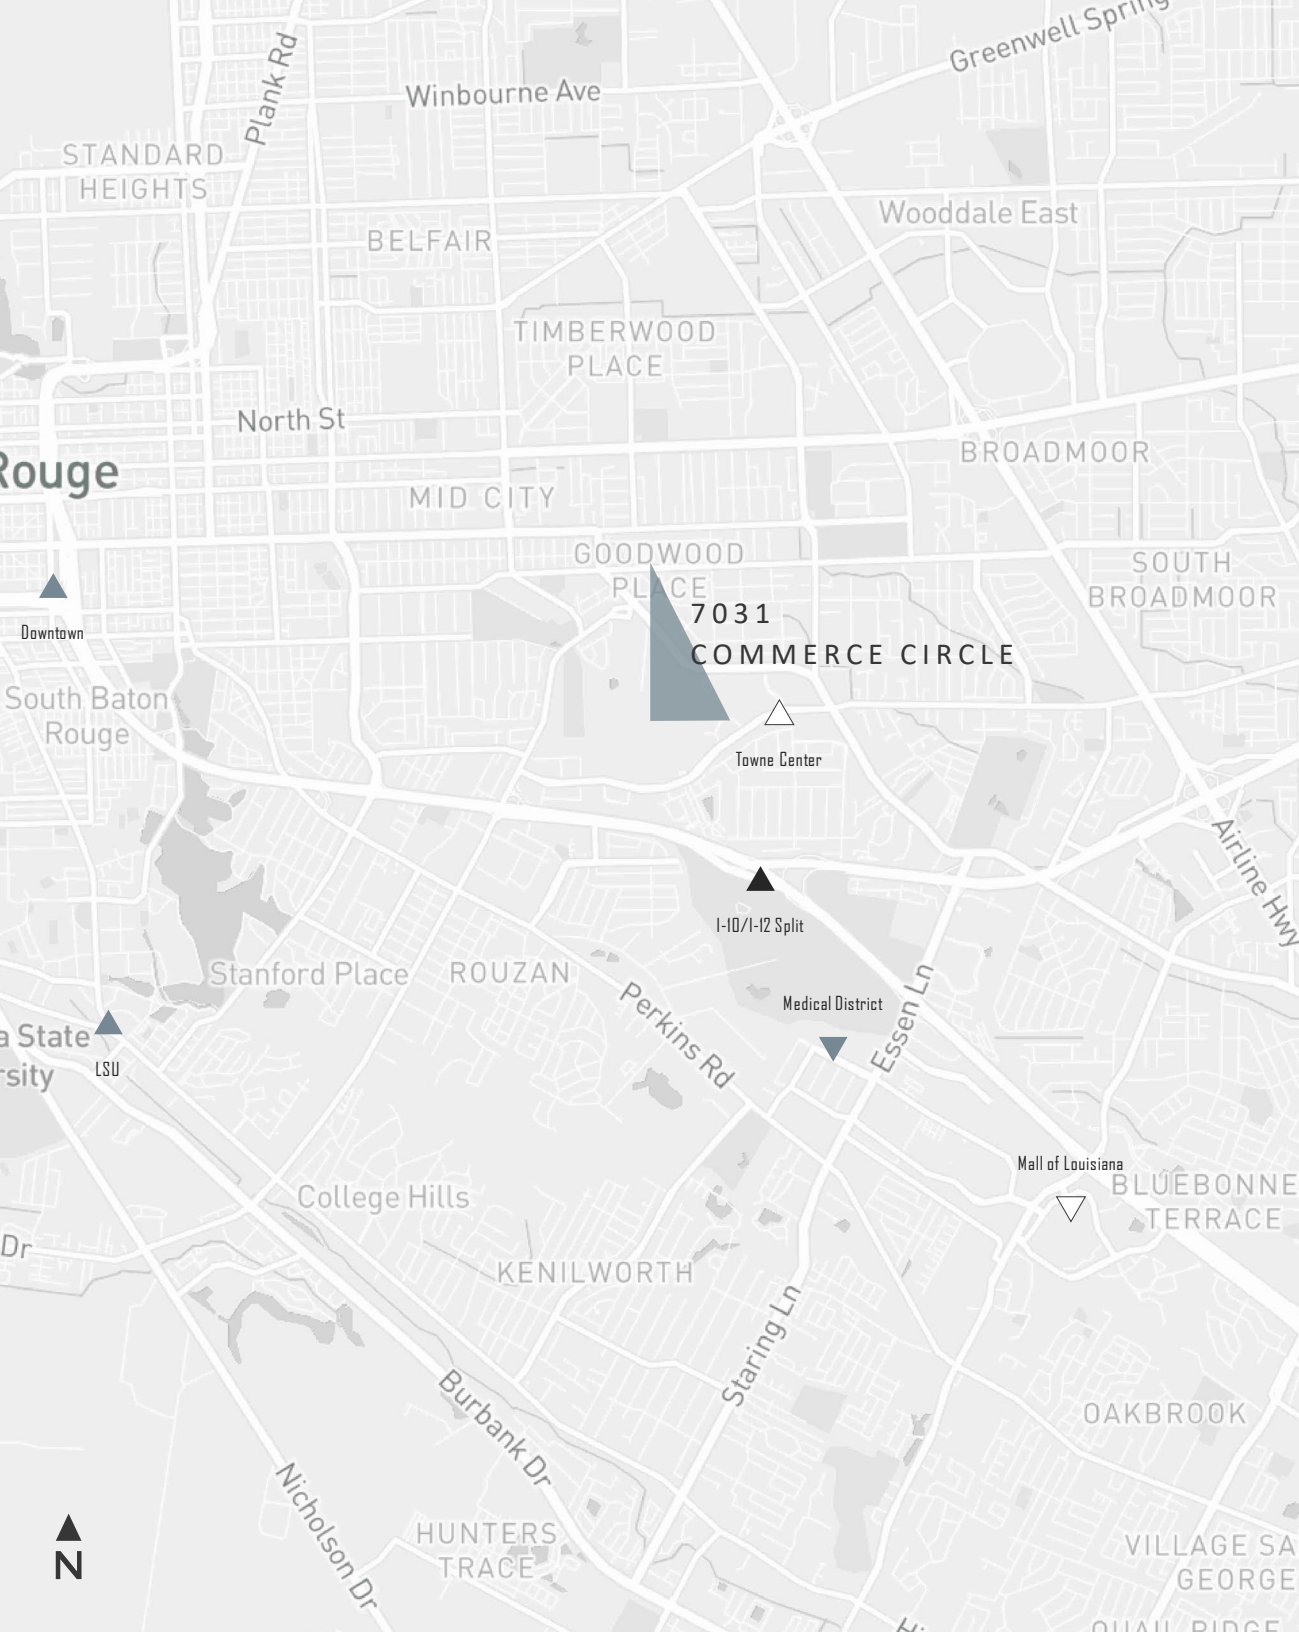 Greenwell Spring
Plank Rd
Winbourne Ave
STANDARD
HEIGHTS
Wooddale East
BELFAIR
TIMBERWOOD
PLACE
North St
BROADMOOR
Rouge
MID CITY
GOODWOOD
PLACE
SOUTH
BROADMOOR
7031
COMMERCE CIRCLE
Downtown
South Baton
Rouge
Towne Center
Airline Hwy
I-10/I-12 Split
Stanford Place
ROUZAN
Medical District
Essen Ln
Perkins Rd
a State
rsity
LSU
Mall of Louisiana
BLUEBONNE
TERRACE
College Hills
Dr
KENILWORTH
Staring Ln
Burbank Dr
OAKBROOK
Nicholson Dr
N
HUNTERS
TRACE
VILLAGE SA
GEORGE
QUAIL RIDGE